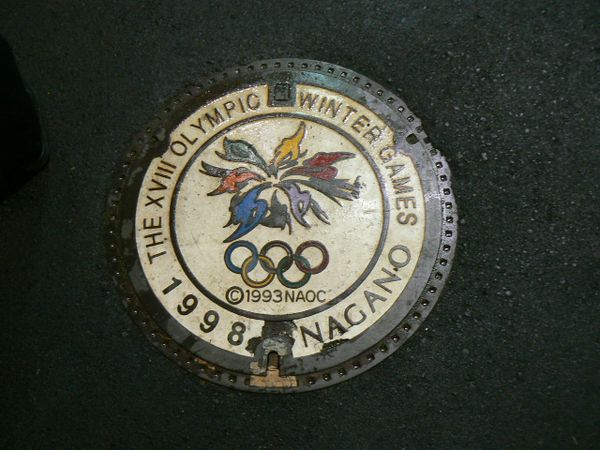 THE XVIII OLYMPIC WINTER GAMES
©1993NAOC
1998 NAGANO